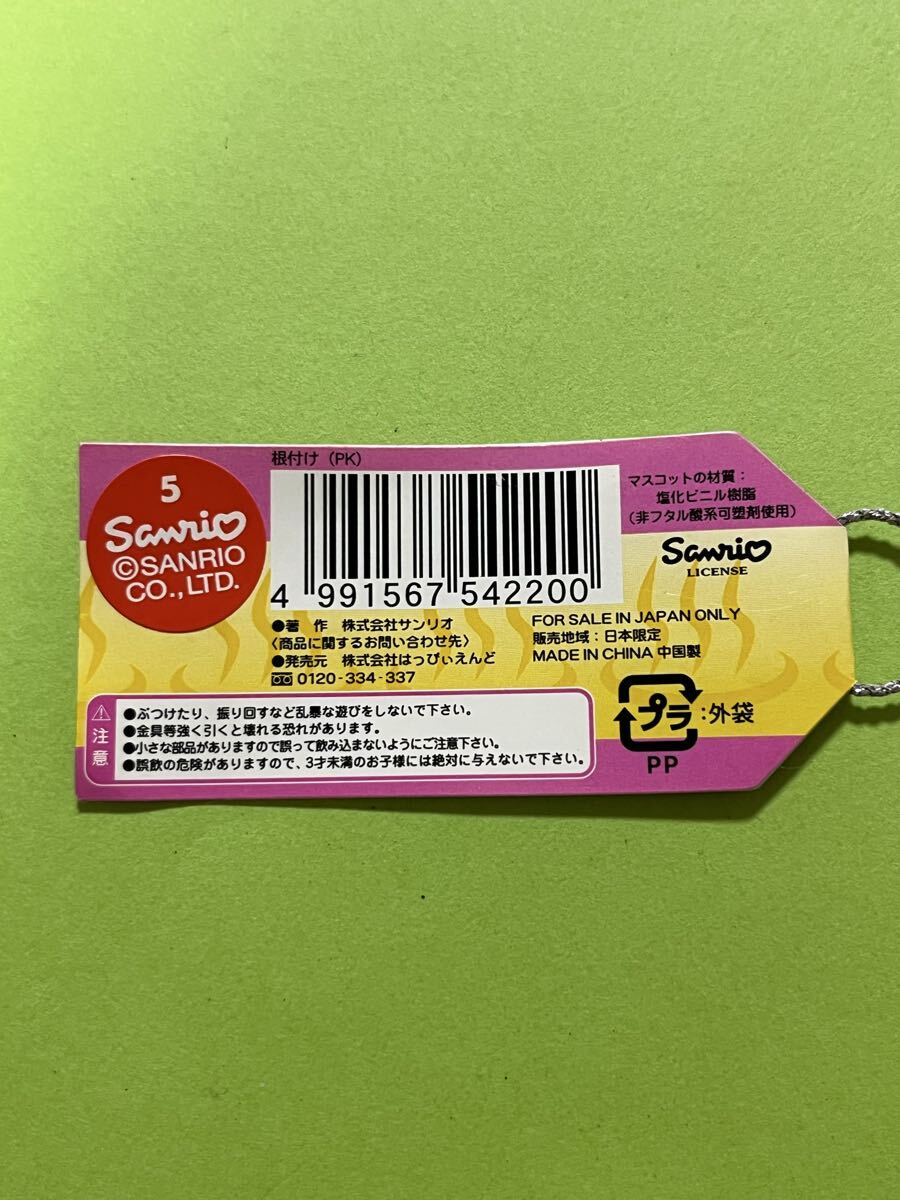 5
Sanrio
©SANRIO
CO.,LTD.
根付け（PK）
4 991567 542200
●著 作 株式会社サンリオ
〈商品に関するお問い合わせ先〉
●発売元 株式会社はっぴぃえんど
0120-334-337
マスコットの材質：
塩化ビニル樹脂
（非フタル酸系可塑剤使用）
Sanrio
LICENSE
FOR SALE IN JAPAN ONLY
販売地域：日本限定
MADE IN CHINA 中国製
プラ：外袋
PP
注意
●ぶつけたり、振り回すなど乱暴な遊びをしないで下さい。
●金具等強く引くと壊れる恐れがあります。
●小さな部品がありますので誤って飲み込まないようにご注意下さい。
●誤飲の危険がありますので、3才未満のお子様には絶対に与えないで下さい。